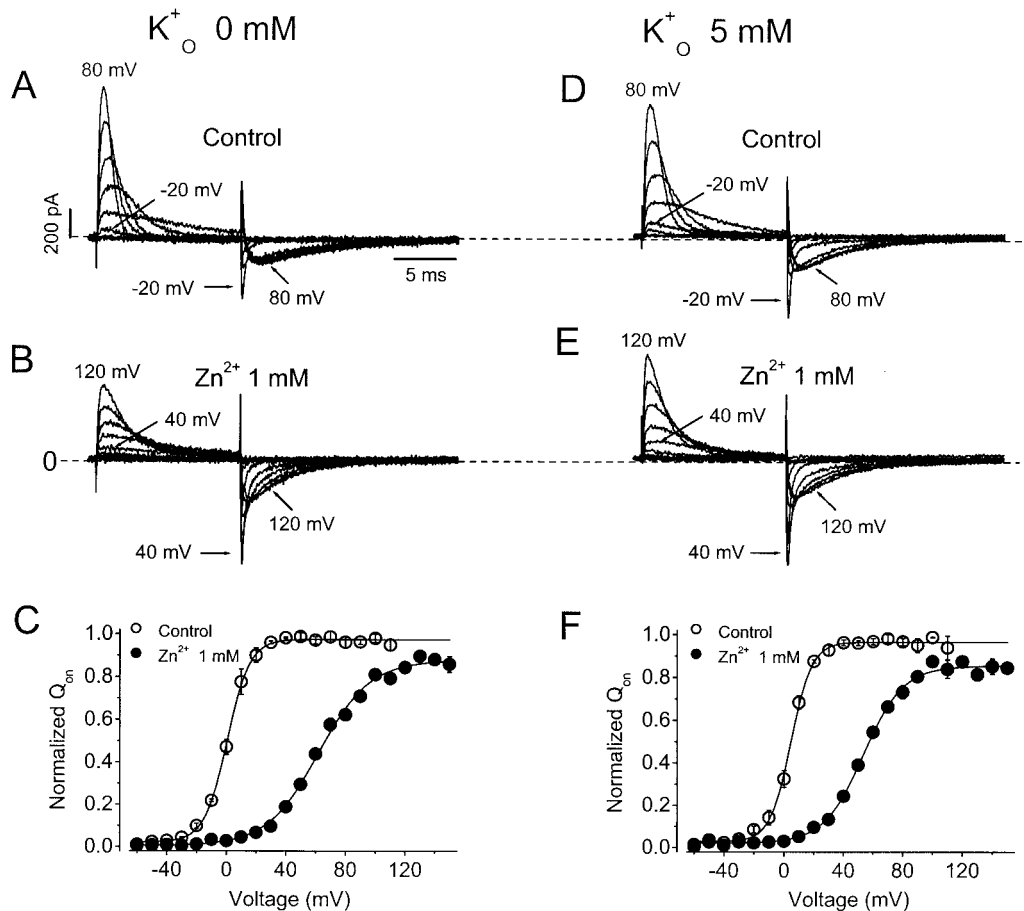 K⁺O 0 mM
K⁺O 5 mM
A
80 mV
Control
-20 mV
200 pA
-20 mV
80 mV
5 ms
D
80 mV
Control
-20 mV
-20 mV
80 mV
B
120 mV
Zn²⁺ 1 mM
40 mV
0
120 mV
40 mV
E
120 mV
Zn²⁺ 1 mM
40 mV
120 mV
40 mV
C
Control
Zn²⁺ 1 mM
Normalized Qon
1.0
0.8
0.6
0.4
0.2
0.0
-40 0 40 80 120
Voltage (mV)
F
Control
Zn²⁺ 1 mM
Normalized Qon
1.0
0.8
0.6
0.4
0.2
0.0
-40 0 40 80 120
Voltage (mV)